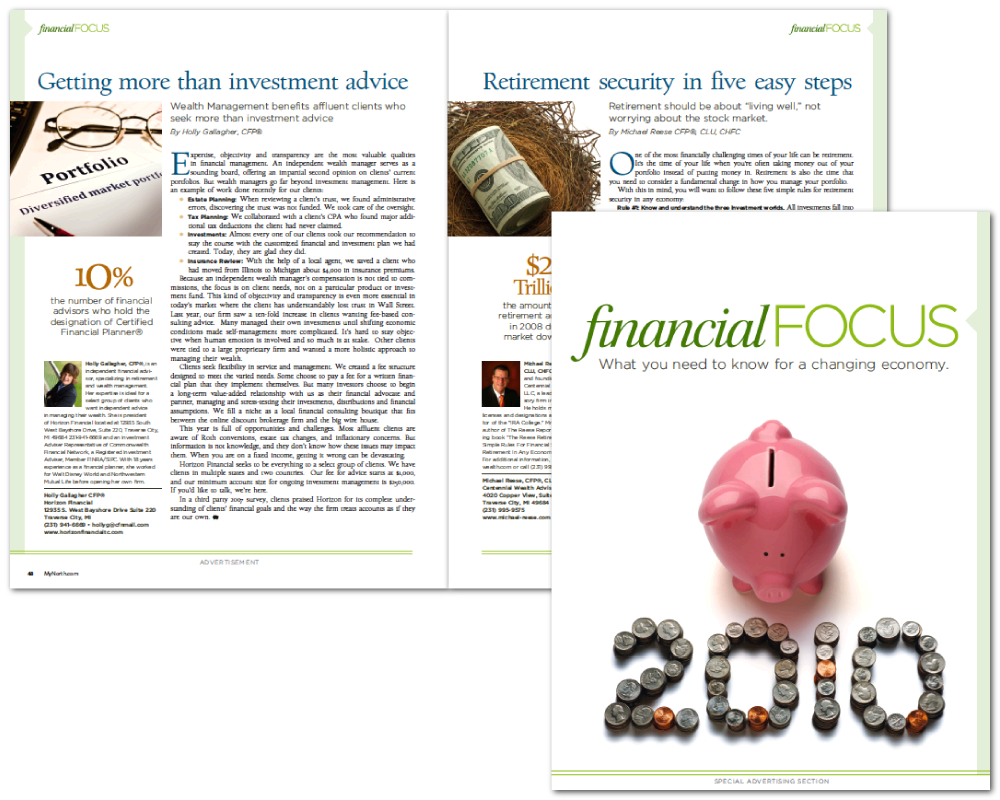 financialFOCUS
Getting more than investment advice
Wealth Management benefits affluent clients who
seek more than investment advice
By Holly Gallagher, CFP®
Portfolio
Diversified market portfo
10%
the number of financial
advisors who hold the
designation of Certified
Financial Planner®
Expertise, objectivity and transparency are the most valuable qualities
in financial management. An independent wealth manager serves as a
sounding board, offering an impartial second opinion on clients' current
portfolios. But wealth managers go far beyond investment management. Here is
an example of work done recently for our clients:
Estate Planning: When reviewing a client's trust, we found administrative
errors, discovering the trust was not funded. We took care of the oversight.
Tax Planning: We collaborated with a client's CPA who found major addi-
tional tax deductions the client had never claimed.
Investments: Almost every one of our clients took our recommendation to
stay the course with the customized financial and investment plan we had
created. Today, they are glad they did.
Insurance Review: With the help of a local agent, we saved a client who
had moved from Illinois to Michigan about $4,000 in insurance premiums.
Because an independent wealth manager's compensation is not tied to com-
missions, the focus is on client needs, not on a particular product or invest-
ment fund. This kind of objectivity and transparency is even more essential in
today's market where the client has understandably lost trust in Wall Street.
Last year, our firm saw a ten-fold increase in clients wanting fee-based con-
sulting advice. Many managed their own investments until shifting economic
conditions made self-management more complicated. It's hard to stay objec-
tive when human emotion is involved and so much is at stake. Other clients
were tied to a large proprietary firm and wanted a more holistic approach to
managing their wealth.
Clients seek flexibility in service and management. We created a fee structure
designed to meet the varied needs. Some choose to pay a fee for a written finan-
cial plan that they implement themselves. But many investors choose to begin
a long-term value-added relationship with us as their financial advocate and
partner, managing and stress-testing their investments, distributions and financial
assumptions. We fill a niche as a local financial consulting boutique that fits
between the online discount brokerage firm and the big wire house.
This year is full of opportunities and challenges. Most affluent clients are
aware of Roth conversions, estate tax changes, and inflationary concerns. But
information is not knowledge, and they don't know how these issues may impact
them. When you are on a fixed income, getting it wrong can be devastating.
Horizon Financial seeks to be everything to a select group of clients. We have
clients in multiple states and two countries. Our fee for advice starts at
and our minimum account size for ongoing investment management is
If you'd like to talk, we're here.
In a third party 2009 survey, clients praised Horizon for its complete under-
standing of clients' financial goals and the way the firm treats accounts as if they
are our own.
Holly Gallagher, CFP®, is an
independent financial advi-
sor, specializing in retirement
and wealth management.
Her expertise is ideal for a
select group of clients who
want independent advice
in managing their wealth. She is president
of Horizon Financial located at 12935 South
West Bayshore Drive, Suite 220, Traverse City,
MI 49684 231-941-6669 and an Investment
Adviser Representative of Commonwealth
Financial Network, a Registered Investment
Adviser, Member FINRA/SIPC. With 18 years
experience as a financial planner, she worked
for Walt Disney World and Northwestern
Mutual Life before opening her own firm.
Holly Gallagher CFP®
Horizon Financial
12935 S. West Bayshore Drive Suite 220
Traverse City, MI
(231) 941-6669 • hollyg@cfnmail.com
www.horizonfinancialtc.com
ADVERTISEMENT
48 MyNorth.com
financialFOCUS
Retirement security in five easy steps
Retirement should be about "living well," not
worrying about the stock market.
By Michael Reese CFP®, CLU, CHFC
One of the most financially challenging times of your life can be retirement.
It's the time of your life when you're often taking money out of your
portfolio instead of putting money in. Retirement is also the time that
you need to consider a fundamental change in how you manage your portfolio.
With this in mind, you will want to follow these five simple rules for retirement
security in any economy:
Rule #1: Know and understand the three investment worlds. All investments fall into
$2
Trilli
the amount
retirement a
in 2008 d
market dow
Michael Re
CLU, CHFC
and found
Centennial
LLC, a lead
sory firm i
He holds m
licenses and designations a
tor of the "IRA College." M
author of The Reese Repor
ing book "The Reese Retire
Simple Rules For Financial
Retirement In Any Econom
For additional information,
wealth.com or call (231) 99
Michael Reese, CFP®, CL
Centennial Wealth Advis
4020 Copper View, Suite
Traverse City, MI 49684
(231) 995-9575
www.michael-reese.com
financialFOCUS
What you need to know for a changing economy.
2010
SPECIAL ADVERTISING SECTION